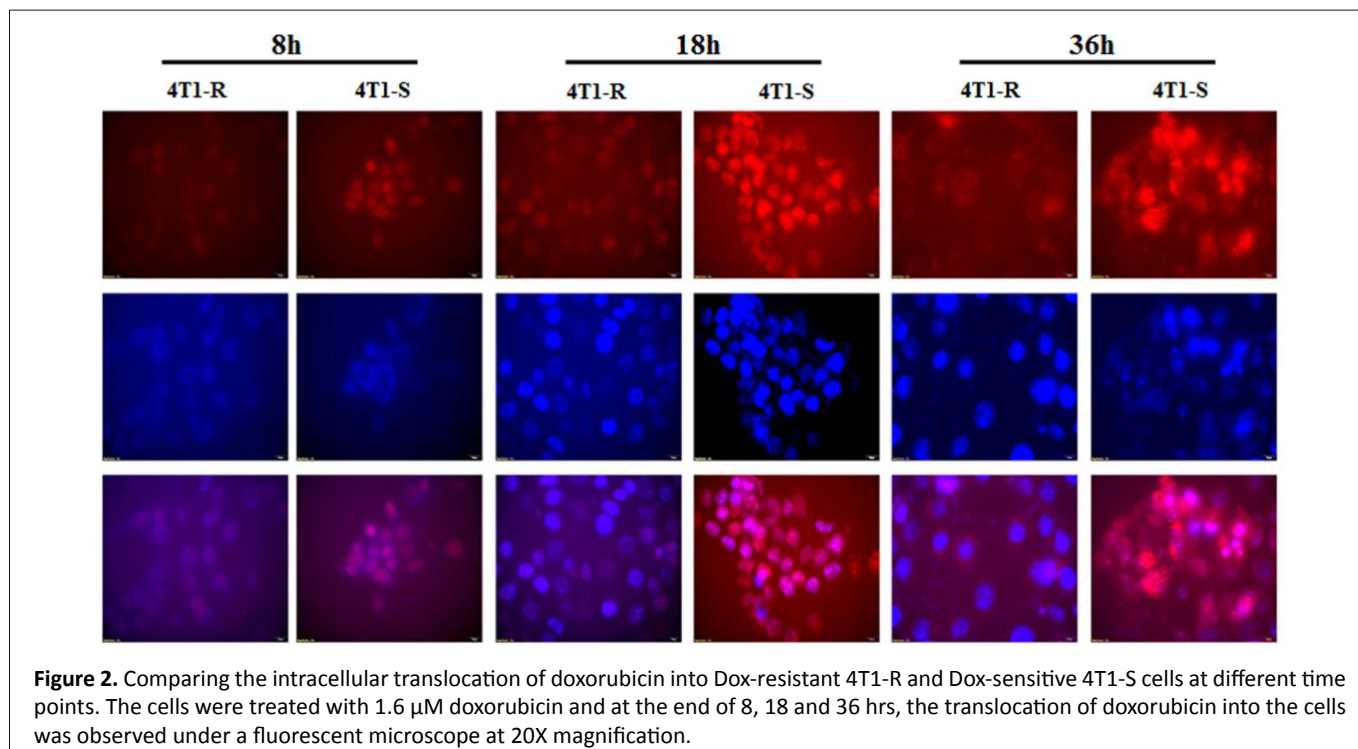 8h 18h 36h
4T1-R 4T1-S 4T1-R 4T1-S 4T1-R 4T1-S
Figure 2. Comparing the intracellular translocation of doxorubicin into Dox-resistant 4T1-R and Dox-sensitive 4T1-S cells at different time
points. The cells were treated with 1.6 μM doxorubicin and at the end of 8, 18 and 36 hrs, the translocation of doxorubicin into the cells
was observed under a fluorescent microscope at 20X magnification.